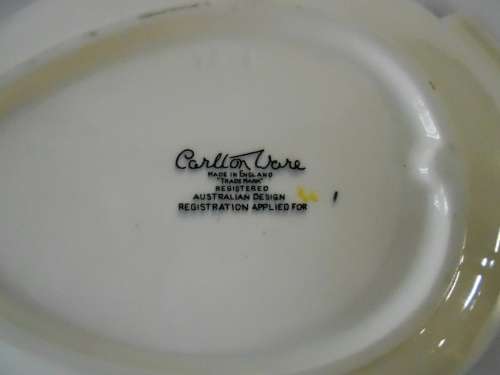 Carlton Ware
MADE IN ENGLAND
"TRADE MARK"
REGISTERED
AUSTRALIAN DESIGN
REGISTRATION APPLIED FOR